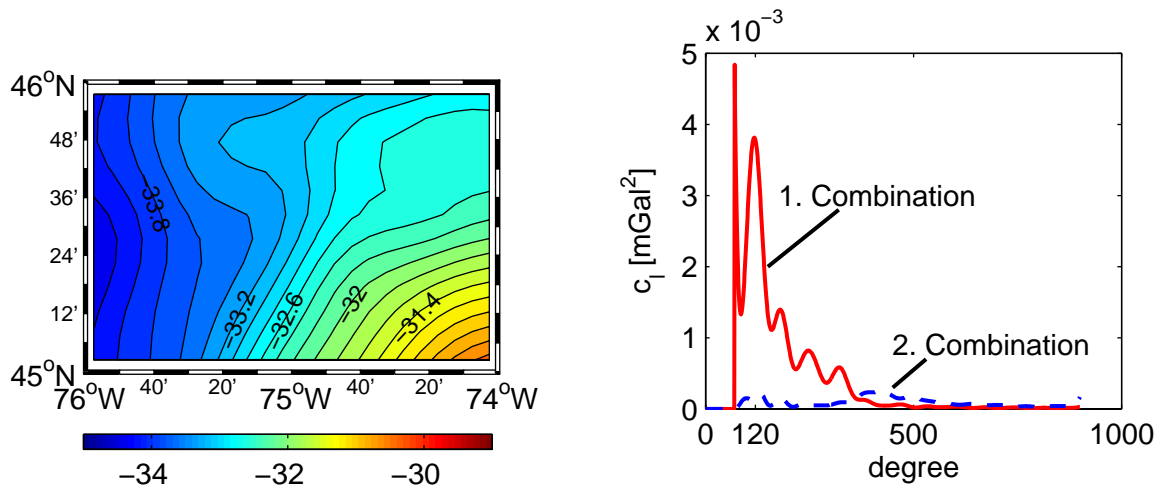 46°N
48'
36'
24'
12'
45°N
76°W
40'
20'
75°W
40'
20'
74°W
−33.8
−33.2
−32.6
−32
−31.4
−34
−32
−30
x 10⁻³
5
4
3
2
1
0
c_l [mGal²]
1. Combination
2. Combination
0
120
500
1000
degree